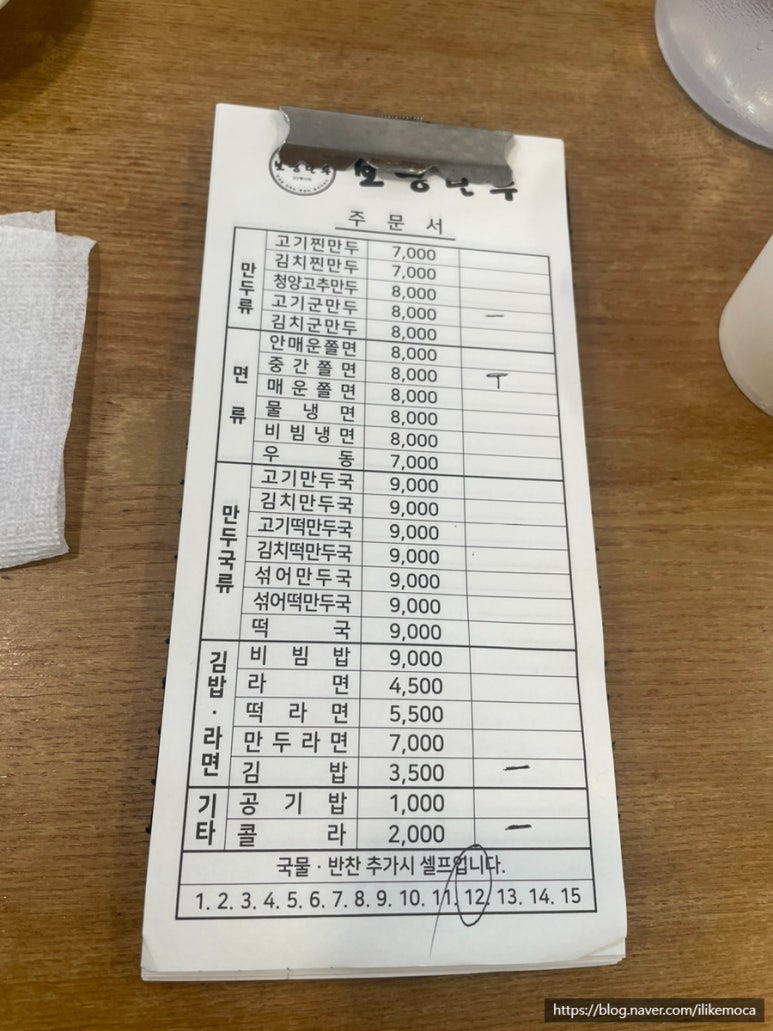 주 문 서
만두류
고기찐만두 7,000
김치찐만두 7,000
청양고추만두 8,000
고기군만두 8,000 一
김치군만두 8,000
면류
안매운쫄면 8,000
중간쫄면 8,000 ㅜ
매운쫄면 8,000
물냉면 8,000
비빔냉면 8,000
우동 7,000
만두국류
고기만두국 9,000
김치만두국 9,000
고기떡만두국 9,000
김치떡만두국 9,000
섞어만두국 9,000
섞어떡만두국 9,000
떡국 9,000
김밥·라면
비빔밥 9,000
라면 4,500
떡라면 5,500
만두라면 7,000
김밥 3,500 一
기타
공기밥 1,000
콜라 2,000 一
국물·반찬 추가시 셀프입니다.
1. 2. 3. 4. 5. 6. 7. 8. 9. 10. 11. 12. 13. 14. 15
https://blog.naver.com/ilikemoca